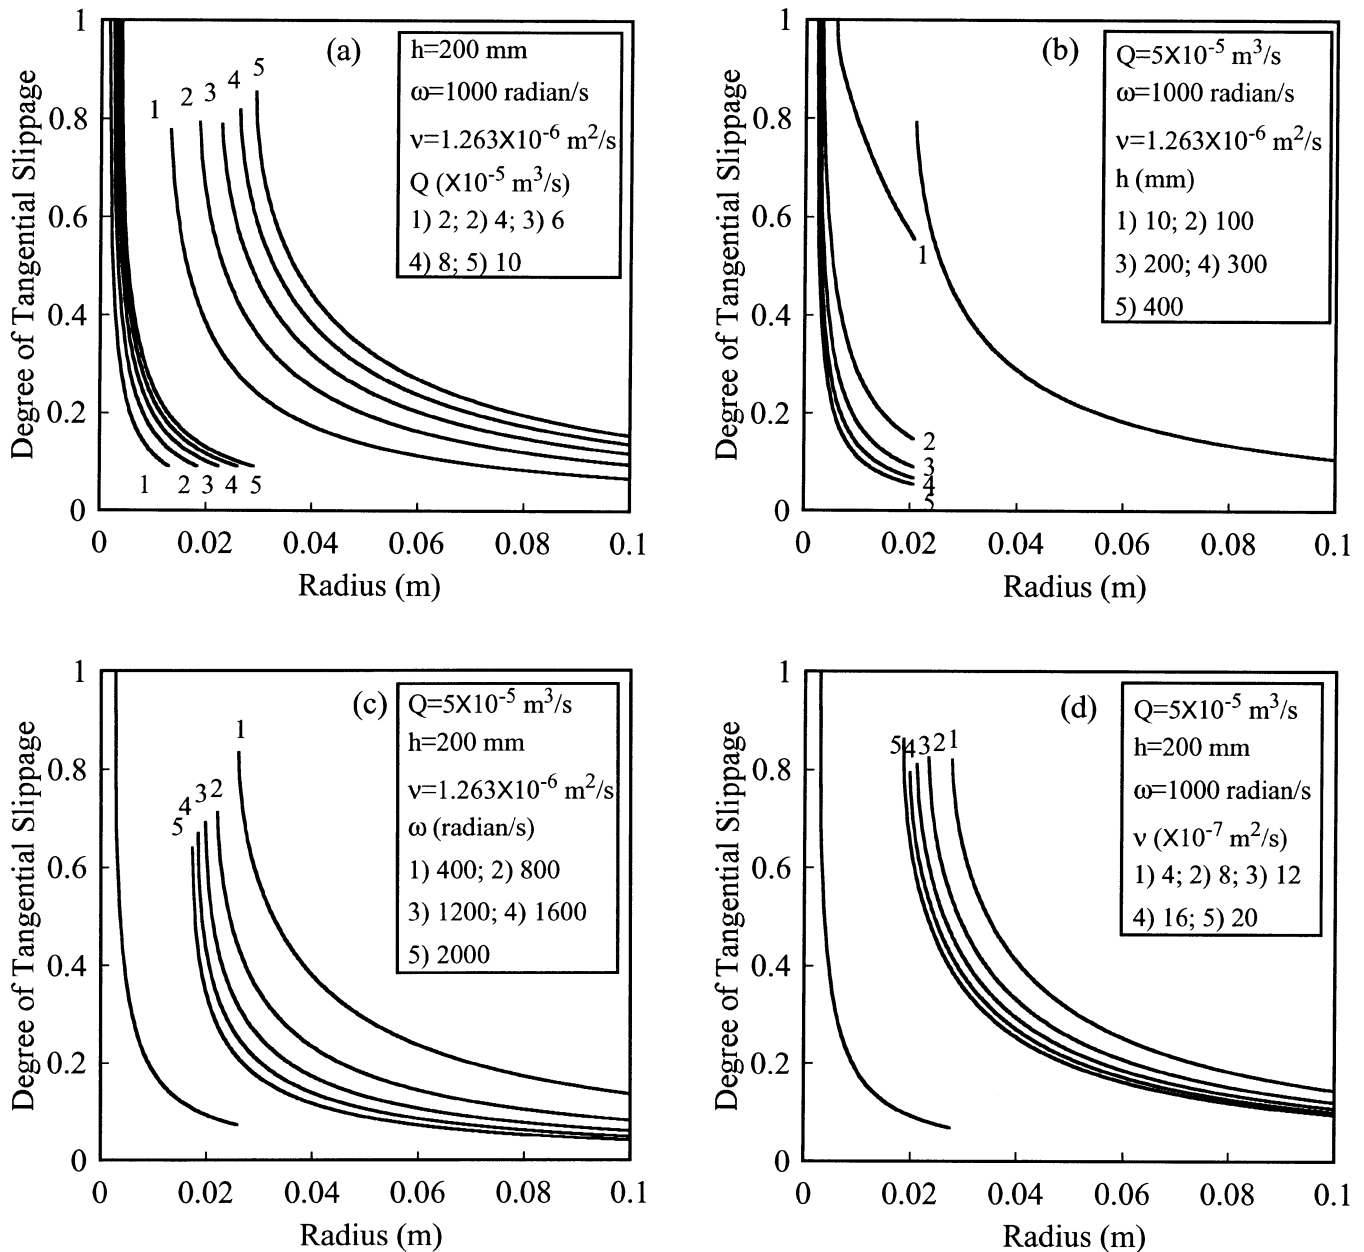 Degree of Tangential Slippage
1
0.8
0.6
0.4
0.2
0
(a)
h=200 mm
ω=1000 radian/s
ν=1.263X10-6 m2/s
Q (X10-5 m3/s)
1) 2; 2) 4; 3) 6
4) 8; 5) 10
1 2 3 4 5
1 2 3 4 5
0 0.02 0.04 0.06 0.08 0.1
Radius (m)
Degree of Tangential Slippage
1
0.8
0.6
0.4
0.2
0
(b)
Q=5X10-5 m3/s
ω=1000 radian/s
ν=1.263X10-6 m2/s
h (mm)
1) 10; 2) 100
3) 200; 4) 300
5) 400
1
2
3
4
5
0 0.02 0.04 0.06 0.08 0.1
Radius (m)
Degree of Tangential Slippage
1
0.8
0.6
0.4
0.2
0
(c)
Q=5X10-5 m3/s
h=200 mm
ν=1.263X10-6 m2/s
ω (radian/s)
1) 400; 2) 800
3) 1200; 4) 1600
5) 2000
1
4 3 2
5
0 0.02 0.04 0.06 0.08 0.1
Radius (m)
Degree of Tangential Slippage
1
0.8
0.6
0.4
0.2
0
(d)
Q=5X10-5 m3/s
h=200 mm
ω=1000 radian/s
ν (X10-7 m2/s)
1) 4; 2) 8; 3) 12
4) 16; 5) 20
5 4 3 2 1
0 0.02 0.04 0.06 0.08 0.1
Radius (m)